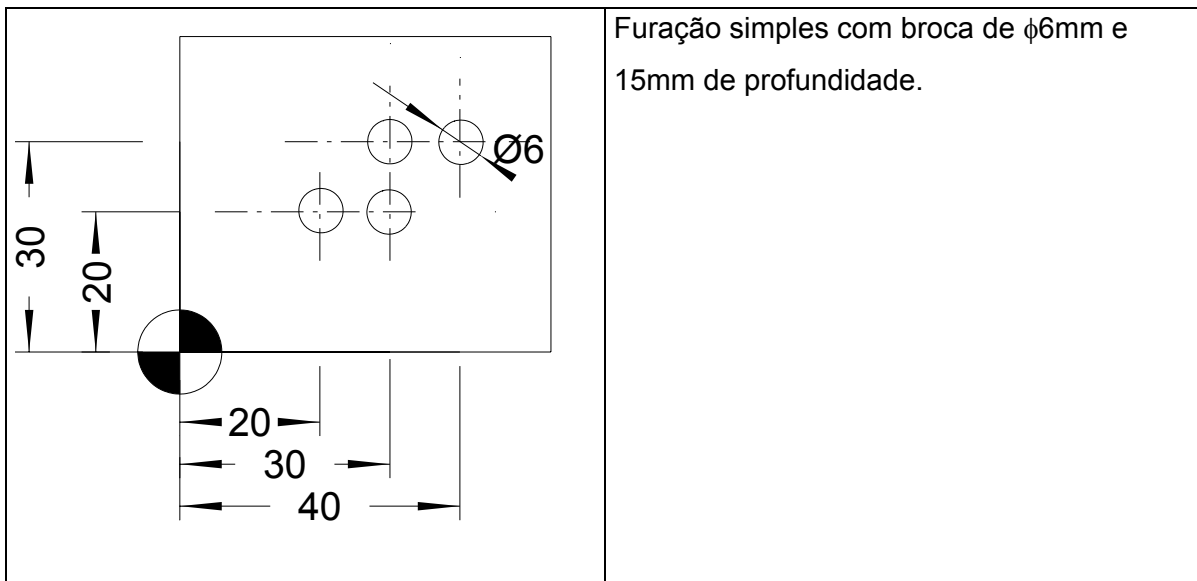 Furação simples com broca de ϕ6mm e
15mm de profundidade.
Ø6
30
20
20
30
40